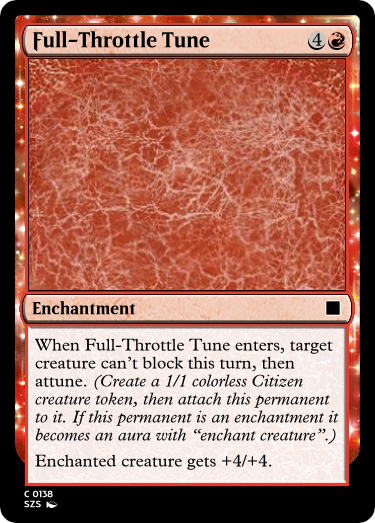 Full-Throttle Tune 4
Enchantment
When Full-Throttle Tune enters, target
creature can't block this turn, then
attune. (Create a 1/1 colorless Citizen
creature token, then attach this permanent
to it. If this permanent is an enchantment it
becomes an aura with “enchant creature”.)
Enchanted creature gets +4/+4.
C 0138
SZS